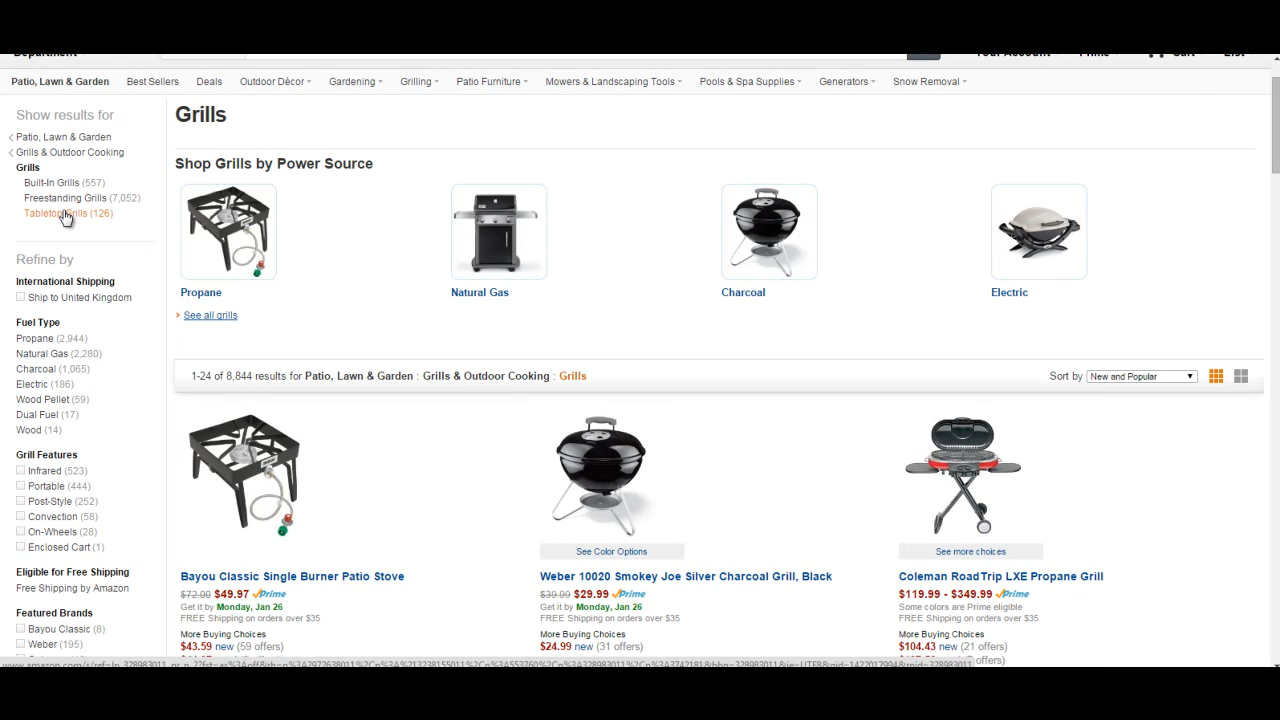 Department
Your Account
Prime
Cart
List
Patio, Lawn & Garden Best Sellers Deals Outdoor Décor Gardening Grilling Patio Furniture Mowers & Landscaping Tools Pools & Spa Supplies Generators Snow Removal
Show results for
Patio, Lawn & Garden
Grills & Outdoor Cooking
Grills
Built-In Grills (557)
Freestanding Grills (7,052)
Tabletop Grills (126)
Refine by
International Shipping
Ship to United Kingdom
Fuel Type
Propane (2,944)
Natural Gas (2,280)
Charcoal (1,065)
Electric (186)
Wood Pellet (59)
Dual Fuel (17)
Wood (14)
Grill Features
Infrared (523)
Portable (444)
Post-Style (252)
Convection (58)
On-Wheels (28)
Enclosed Cart (1)
Eligible for Free Shipping
Free Shipping by Amazon
Featured Brands
Bayou Classic (8)
Weber (195)
Grills
Shop Grills by Power Source
Propane
Natural Gas
Charcoal
Electric
See all grills
1-24 of 8,844 results for Patio, Lawn & Garden : Grills & Outdoor Cooking : Grills
Sort by New and Popular
Bayou Classic Single Burner Patio Stove
$72.00 $49.97 Prime
Get it by Monday, Jan 26
FREE Shipping on orders over $35
More Buying Choices
$43.59 new (59 offers)
See Color Options
Weber 10020 Smokey Joe Silver Charcoal Grill, Black
$39.99 $29.99 Prime
Get it by Monday, Jan 26
FREE Shipping on orders over $35
More Buying Choices
$24.99 new (31 offers)
See more choices
Coleman RoadTrip LXE Propane Grill
$119.99 - $349.99 Prime
Some colors are Prime eligible
FREE Shipping on orders over $35
More Buying Choices
$104.43 new (21 offers)
offers)